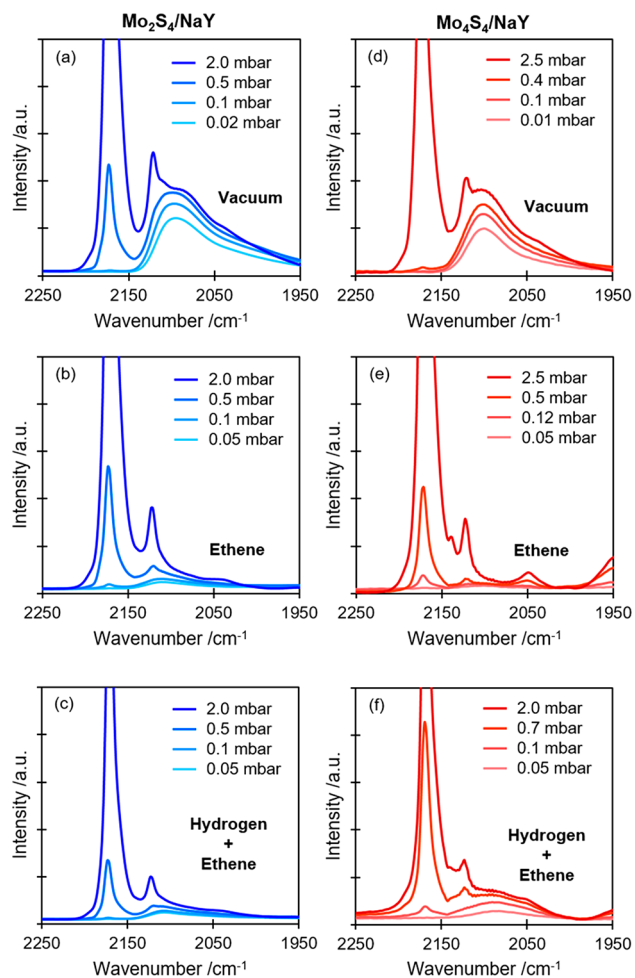 Mo₂S₄/NaY
Mo₄S₄/NaY
(a)
2.0 mbar
0.5 mbar
0.1 mbar
0.02 mbar
Vacuum
Intensity /a.u.
2250 2150 2050 1950
Wavenumber /cm⁻¹
(d)
2.5 mbar
0.4 mbar
0.1 mbar
0.01 mbar
Vacuum
Intensity /a.u.
2250 2150 2050 1950
Wavenumber /cm⁻¹
(b)
2.0 mbar
0.5 mbar
0.1 mbar
0.05 mbar
Ethene
Intensity /a.u.
2250 2150 2050 1950
Wavenumber /cm⁻¹
(e)
2.5 mbar
0.5 mbar
0.12 mbar
0.05 mbar
Ethene
Intensity /a.u.
2250 2150 2050 1950
Wavenumber /cm⁻¹
(c)
2.0 mbar
0.5 mbar
0.1 mbar
0.05 mbar
Hydrogen
+
Ethene
Intensity /a.u.
2250 2150 2050 1950
Wavenumber /cm⁻¹
(f)
2.0 mbar
0.7 mbar
0.1 mbar
0.05 mbar
Hydrogen
+
Ethene
Intensity /a.u.
2250 2150 2050 1950
Wavenumber /cm⁻¹